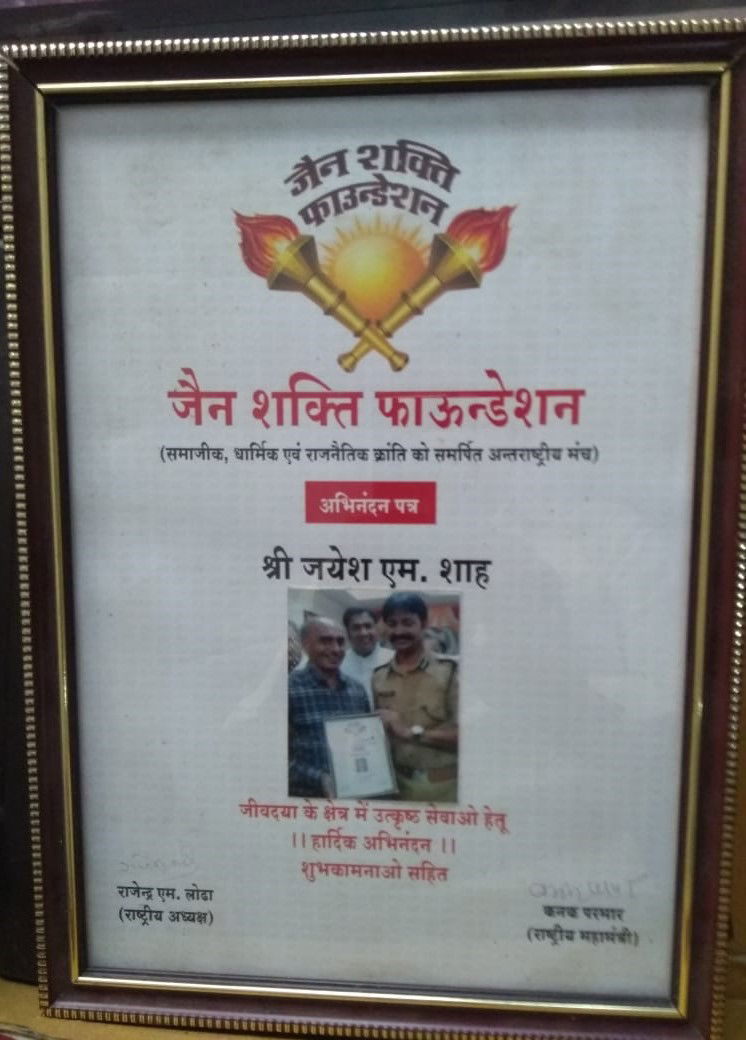 जैन शक्ति
फाउन्डेशन
जैन शक्ति फाऊन्डेशन
(समाजीक, धार्मिक एवं राजनैतिक क्रांति को समर्पित अन्तराष्ट्रीय मंच)
अभिनंदन पत्र
श्री जयेश एम. शाह
जीवदया के क्षेत्र में उत्कृष्ठ सेवाओ हेतू
।। हार्दिक अभिनंदन ।।
शुभकामनाओ सहित
राजेन्द्र एम. लोढा
(राष्ट्रीय अध्यक्ष)
कनक परमार
(राष्ट्रीय महामंत्री)